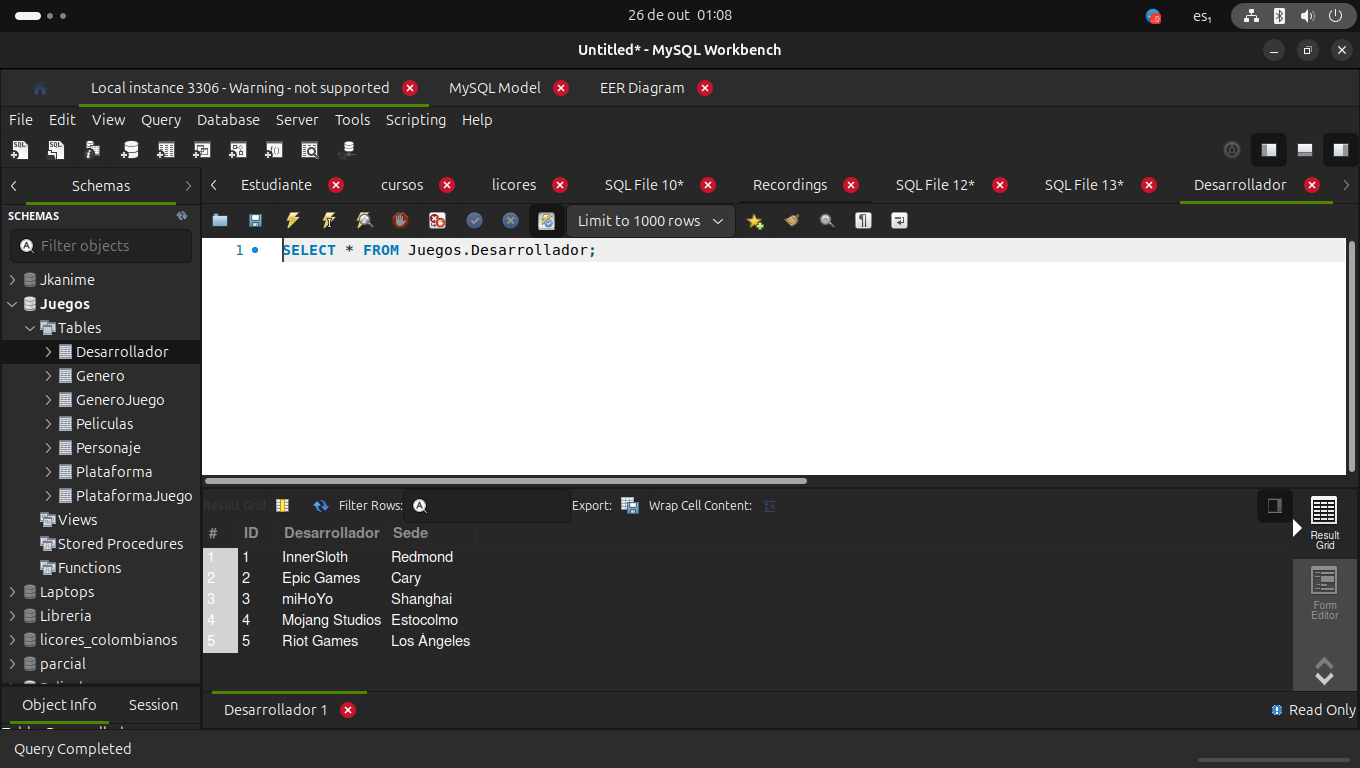 26 de out 01:08
es₁
Untitled* - MySQL Workbench
Local instance 3306 - Warning - not supported
MySQL Model
EER Diagram
File Edit View Query Database Server Tools Scripting Help
Schemas
Estudiante
cursos
licores
SQL File 10*
Recordings
SQL File 12*
SQL File 13*
Desarrollador
SCHEMAS
Limit to 1000 rows
Filter objects
1 SELECT * FROM Juegos.Desarrollador;
Jkanime
Juegos
Tables
Desarrollador
Genero
GeneroJuego
Peliculas
Personaje
Plataforma
PlataformaJuego
Views
Stored Procedures
Functions
Laptops
Libreria
licores_colombianos
parcial
Result Grid Filter Rows: Export: Wrap Cell Content:
# ID Desarrollador Sede
1 1 InnerSloth Redmond
2 2 Epic Games Cary
3 3 miHoYo Shanghai
4 4 Mojang Studios Estocolmo
5 5 Riot Games Los Ángeles
Result
Grid
Form
Editor
Object Info Session
Desarrollador 1
Read Only
Query Completed